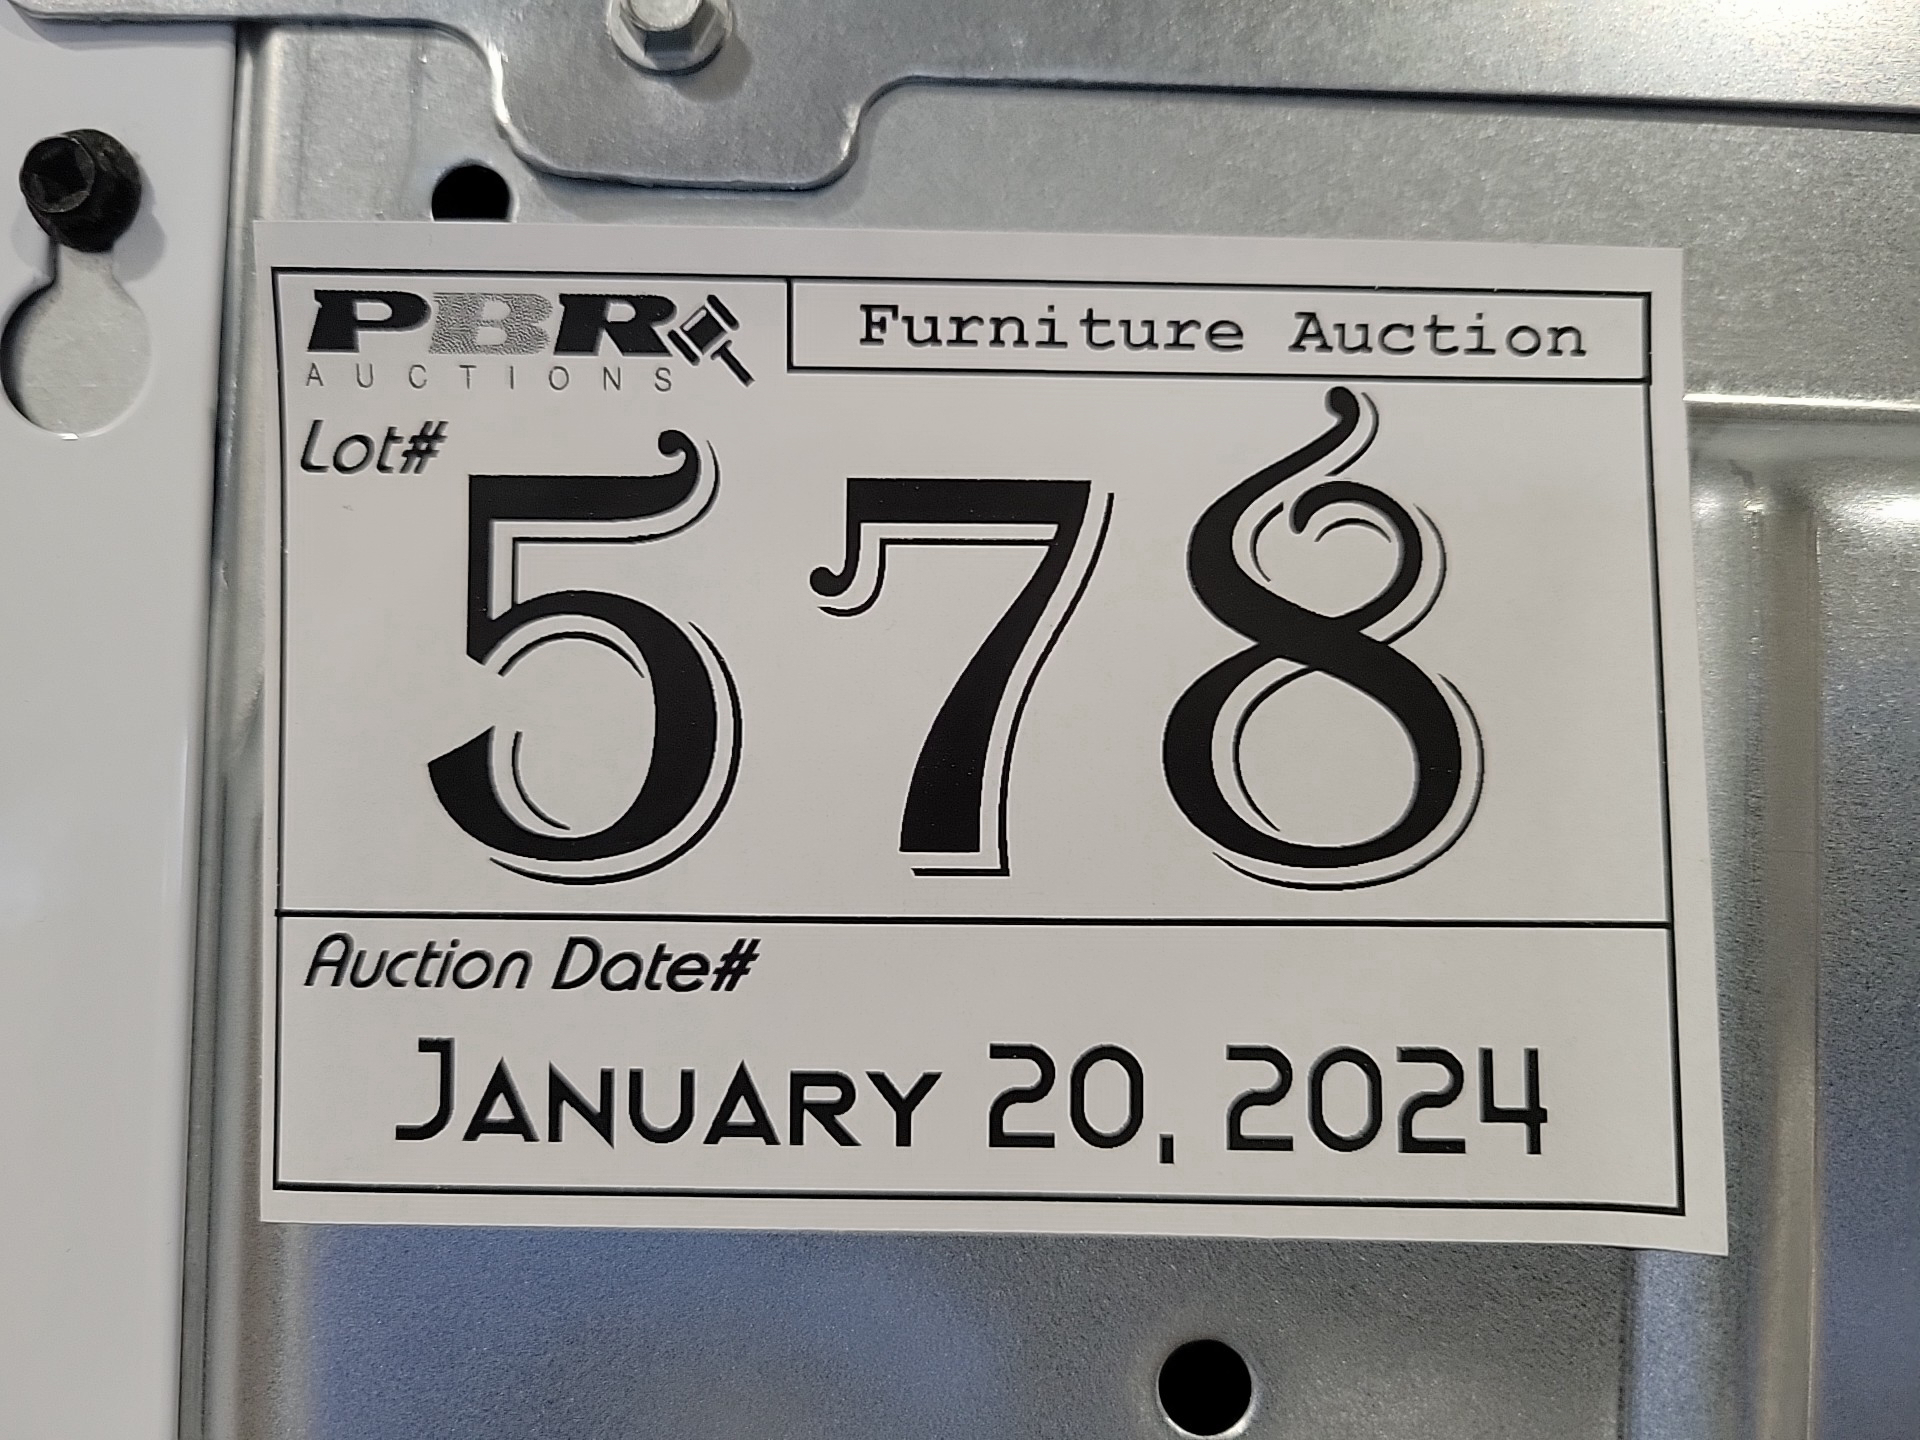 PBR
AUCTIONS
Furniture Auction
Lot#
578
Auction Date#
January 20, 2024